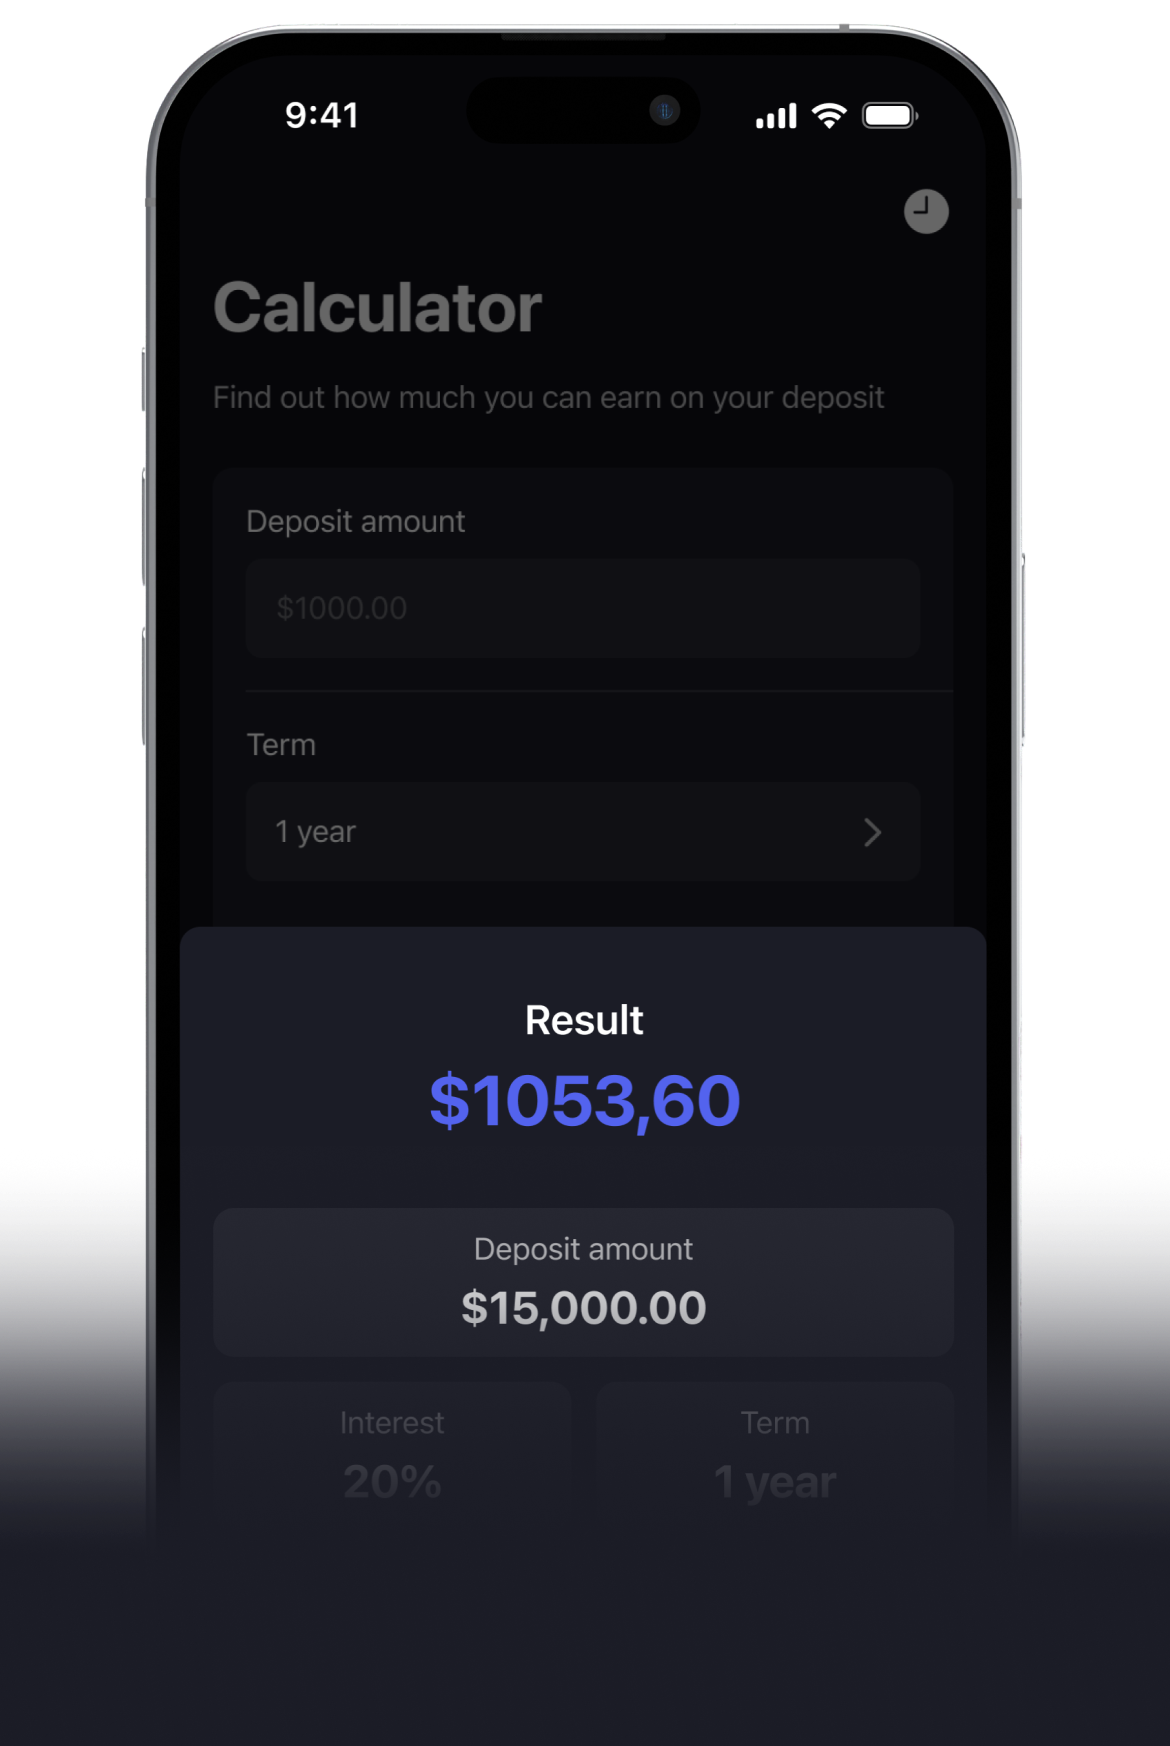 9:41
Calculator
Find out how much you can earn on your deposit
Deposit amount
$1000.00
Term
1 year
Result
$1053,60
Deposit amount
$15,000.00
Interest
Term
20%
1 year